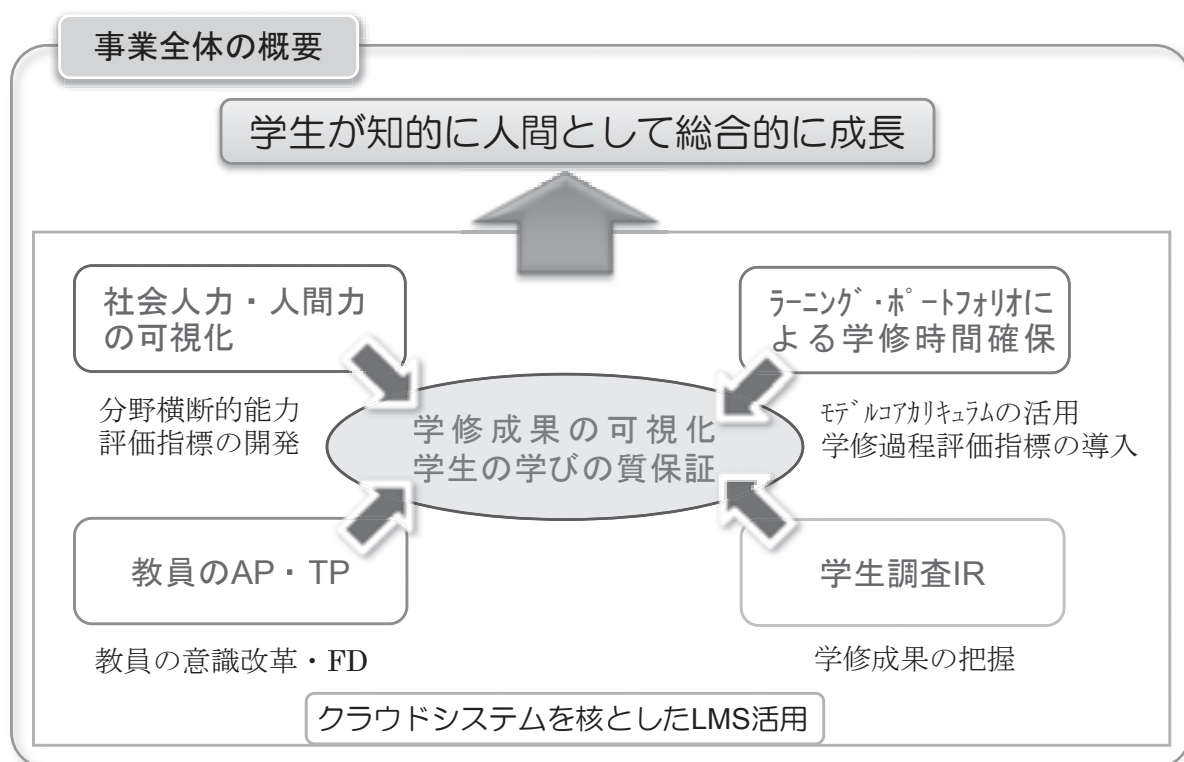 事業全体の概要
学生が知的に人間として総合的に成長
社会人力・人間力
の可視化
ﾗｰﾆﾝｸﾞ・ﾎﾟｰﾄフォリオに
よる学修時間確保
分野横断的能力
評価指標の開発
学修成果の可視化
学生の学びの質保証
ﾓﾃﾞﾙｺｱｶﾘｷｭﾗﾑの活用
学修過程評価指標の導入
教員のAP・TP
学生調査IR
教員の意識改革・FD
学修成果の把握
クラウドシステムを核としたLMS活用